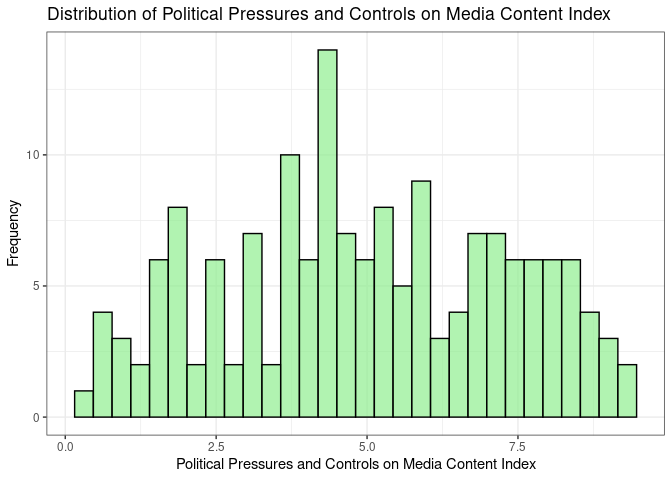 Distribution of Political Pressures and Controls on Media Content Index
Frequency
10
5
0
0.0 2.5 5.0 7.5
Political Pressures and Controls on Media Content Index